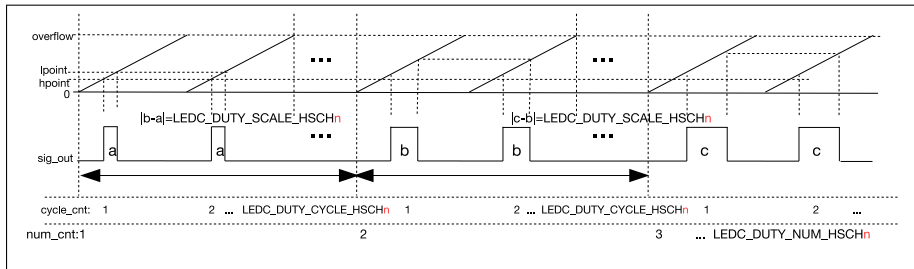 overflow
lpoint
hpoint
0
|b-a|=LEDC_DUTY_SCALE_HSCHn |c-b|=LEDC_DUTY_SCALE_HSCHn
sig_out a a b b c c
cycle_cnt: 1 2 ... LEDC_DUTY_CYCLE_HSCHn 1 2 ... LEDC_DUTY_CYCLE_HSCHn 1 2 ...
num_cnt:1 2 3 ... LEDC_DUTY_NUM_HSCHn